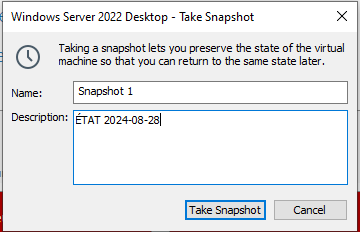 Windows Server 2022 Desktop - Take Snapshot
Taking a snapshot lets you preserve the state of the virtual
machine so that you can return to the same state later.
Name: Snapshot 1
Description: ÉTAT 2024-08-28
Take Snapshot Cancel